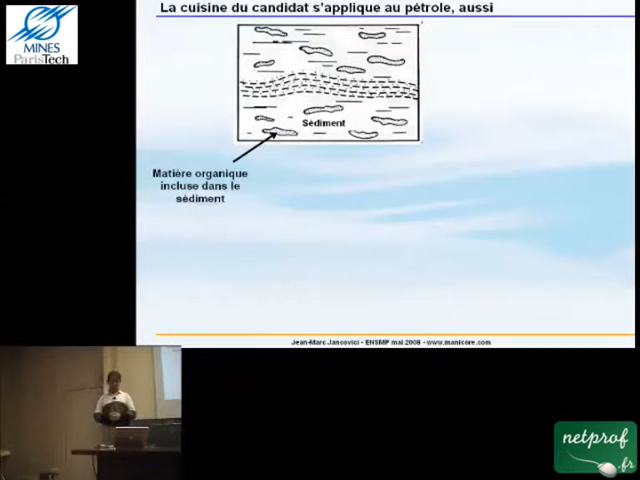 La cuisine du candidat s'applique au pétrole, aussi
MINES
ParisTech
Sédiment
Matière organique
incluse dans le
sédiment
Jean-Marc Jancovici - ENSMP mai 2008 - www.manicore.com
netprof
.fr